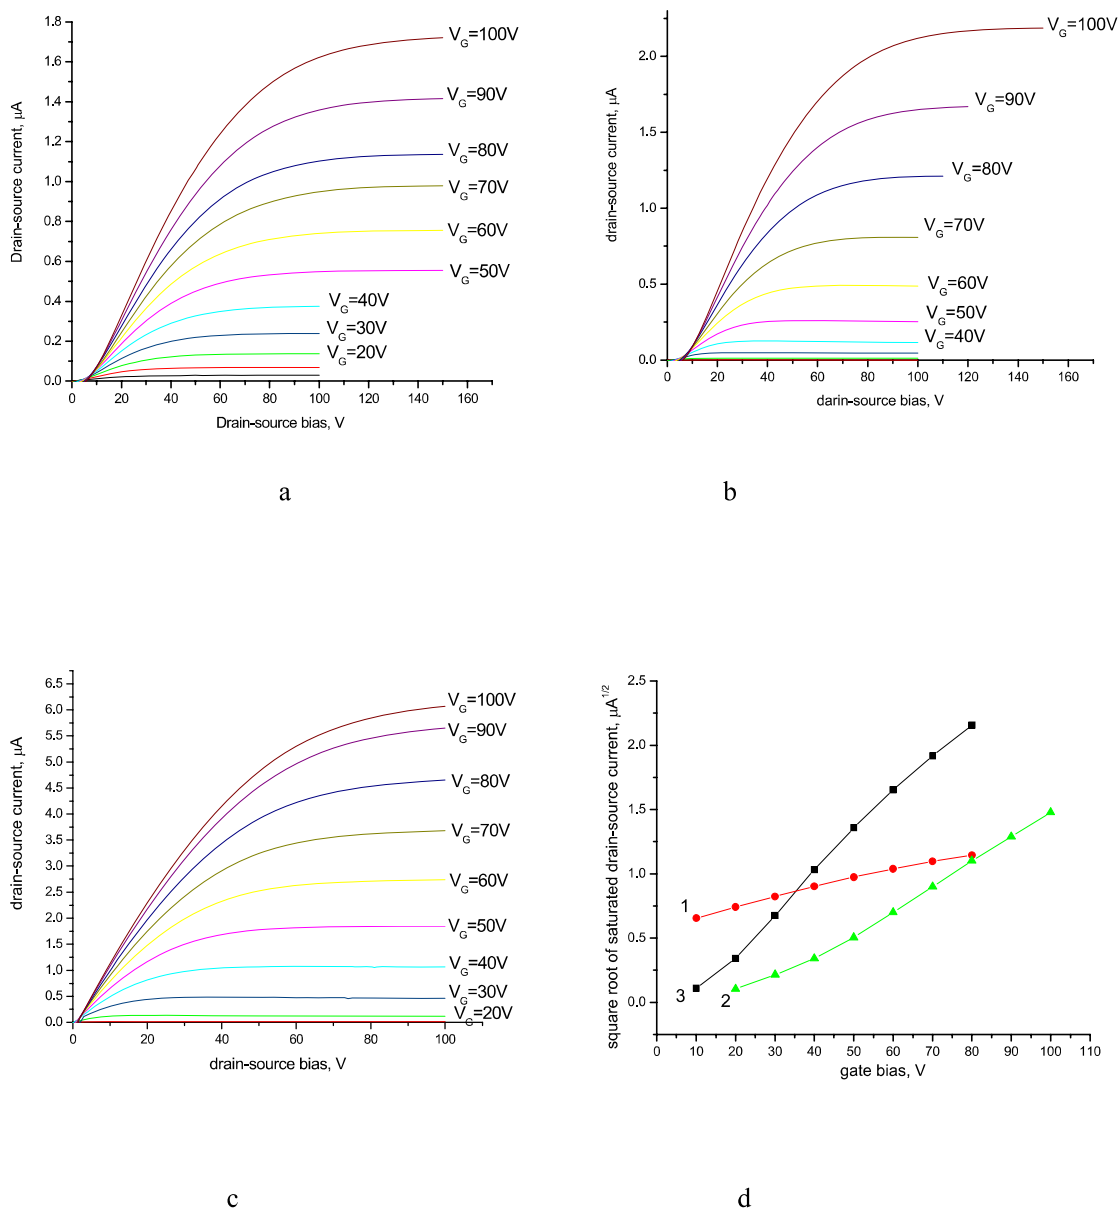 1.8
1.6
1.4
1.2
1.0
0.8
0.6
0.4
0.2
0.0
Drain-source current, μA
V_G=100V
V_G=90V
V_G=80V
V_G=70V
V_G=60V
V_G=50V
V_G=40V
V_G=30V
V_G=20V
0 20 40 60 80 100 120 140 160
Drain-source bias, V
a
2.0
1.5
1.0
0.5
0.0
drain-source current, μA
V_G=100V
V_G=90V
V_G=80V
V_G=70V
V_G=60V
V_G=50V
V_G=40V
0 20 40 60 80 100 120 140 160
darin-source bias, V
b
6.5
6.0
5.5
5.0
4.5
4.0
3.5
3.0
2.5
2.0
1.5
1.0
0.5
0.0
drain-source current, μA
V_G=100V
V_G=90V
V_G=80V
V_G=70V
V_G=60V
V_G=50V
V_G=40V
V_G=30V
V_G=20V
0 20 40 60 80 100
drain-source bias, V
c
2.5
2.0
1.5
1.0
0.5
0.0
square root of saturated drain-source current, μA^1/2
1
3
2
0 10 20 30 40 50 60 70 80 90 100 110
gate bias, V
d